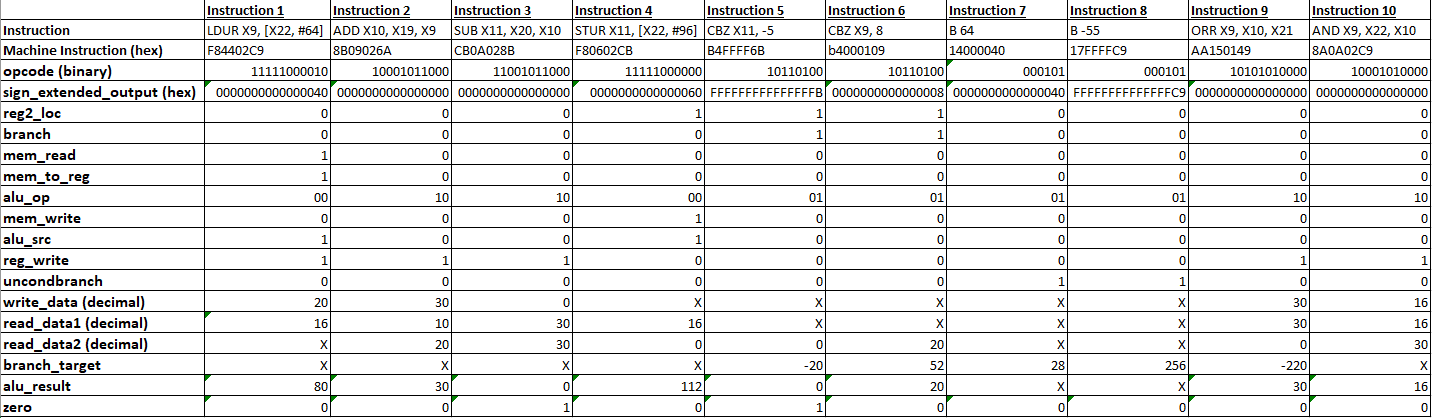 Instruction 1 Instruction 2 Instruction 3 Instruction 4 Instruction 5 Instruction 6 Instruction 7 Instruction 8 Instruction 9 Instruction 10
Instruction LDUR X9, [X22, #64] ADD X10, X19, X9 SUB X11, X20, X10 STUR X11, [X22, #96] CBZ X11, -5 CBZ X9, 8 B 64 B -55 ORR X9, X10, X21 AND X9, X22, X10
Machine Instruction (hex) F84402C9 8B09026A CB0A028B F80602CB B4FFFF6B b4000109 14000040 17FFFFC9 AA150149 8A0A02C9
opcode (binary) 11111000010 10001011000 11001011000 11111000000 10110100 10110100 000101 000101 10101010000 10001010000
sign_extended_output (hex) 0000000000000040 0000000000000000 0000000000000000 0000000000000060 FFFFFFFFFFFFFFFB 0000000000000008 0000000000000040 FFFFFFFFFFFFFFC9 0000000000000000 0000000000000000
reg2_loc 0 0 0 1 1 1 0 0 0 0
branch 0 0 0 0 1 1 0 0 0 0
mem_read 1 0 0 0 0 0 0 0 0 0
mem_to_reg 1 0 0 0 0 0 0 0 0 0
alu_op 00 10 10 00 01 01 01 01 10 10
mem_write 0 0 0 1 0 0 0 0 0 0
alu_src 1 0 0 1 0 0 0 0 0 0
reg_write 1 1 1 0 0 0 0 0 1 1
uncondbranch 0 0 0 0 0 0 1 1 0 0
write_data (decimal) 20 30 0 X X X X X 30 16
read_data1 (decimal) 16 10 30 16 X X X X 30 16
read_data2 (decimal) X 20 30 0 0 20 X X 0 30
branch_target X X X X -20 52 28 256 -220 X
alu_result 80 30 0 112 0 20 X X 30 16
zero 0 0 1 0 1 0 0 0 0 0